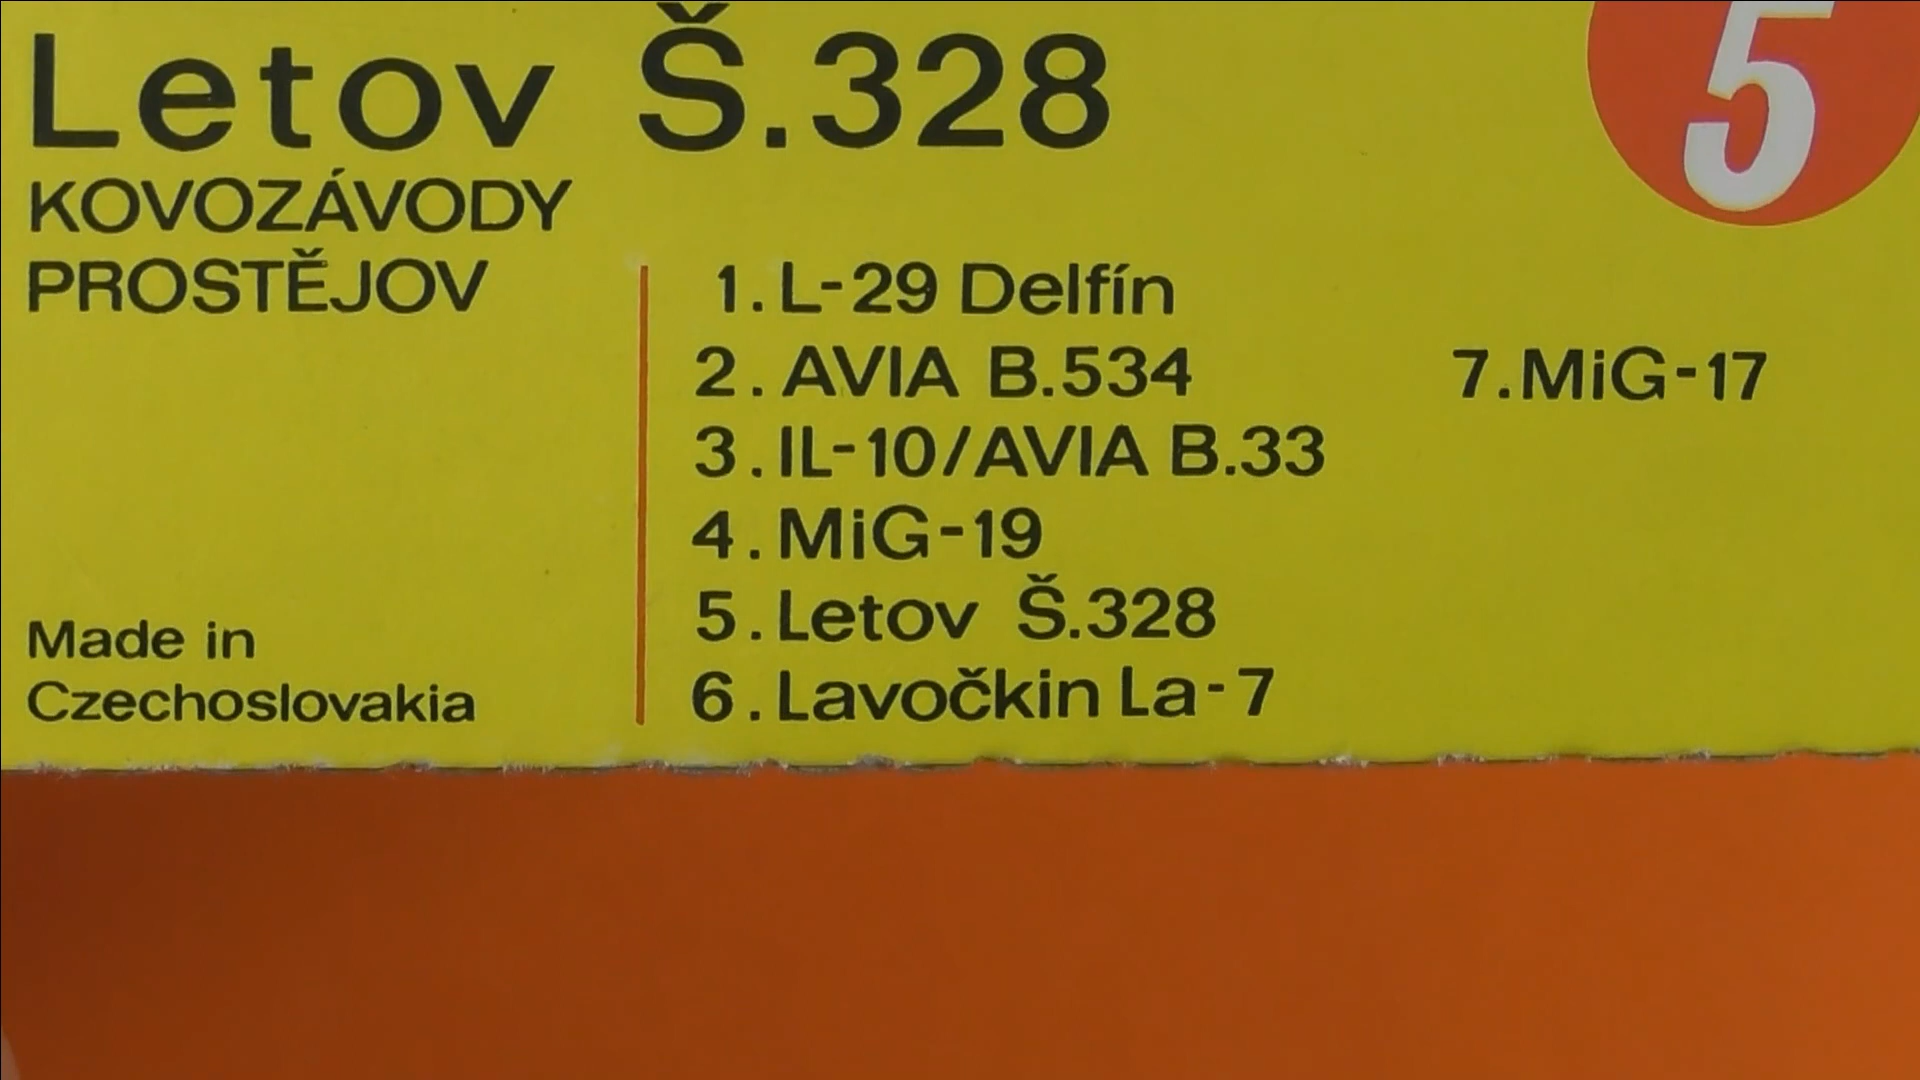 Letov Š.328
5
KOVOZÁVODY
PROSTĚJOV
Made in
Czechoslovakia
1. L-29 Delfín
2. AVIA B.534
3. IL-10/AVIA B.33
4. MiG-19
5. Letov Š.328
6. Lavočkin La-7
7. MiG-17